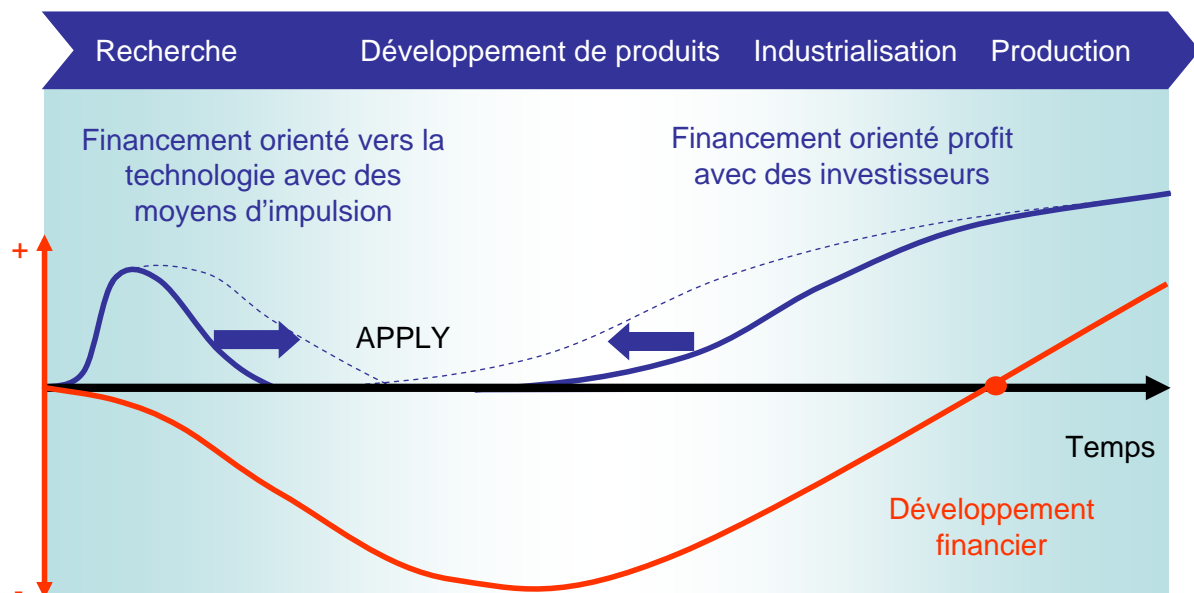 Recherche
Développement de produits
Industrialisation
Production
Financement orienté vers la
technologie avec des
moyens d'impulsion
Financement orienté profit
avec des investisseurs
+
APPLY
Temps
Développement
financier
-